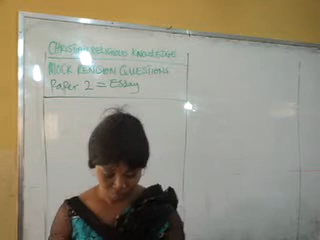 CHRISTIAN RELIGIOUS KNOWLEDGE
MOCK REVISION QUESTIONS
Paper 2 = Essay